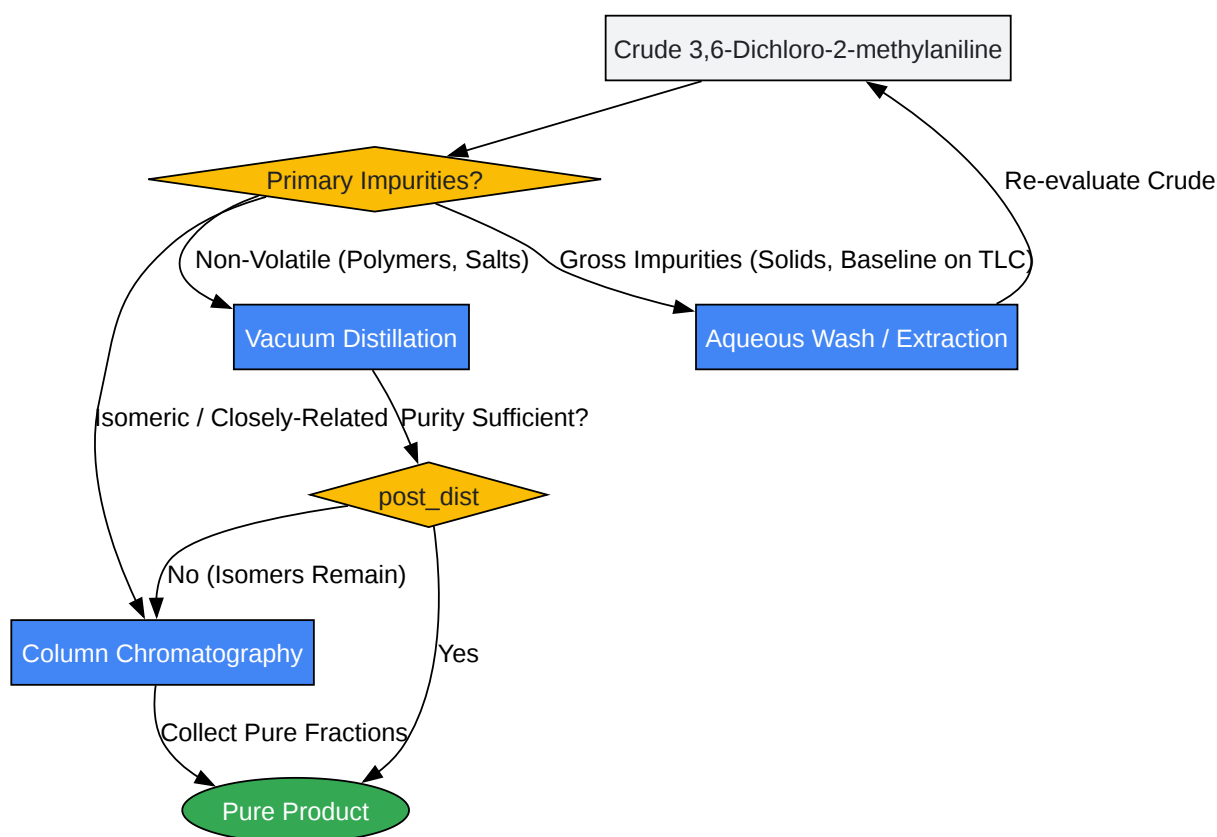 Crude 3,6-Dichloro-2-methylaniline
Primary Impurities?
Re-evaluate Crude
Non-Volatile (Polymers, Salts)
Gross Impurities (Solids, Baseline on TLC)
Vacuum Distillation
Aqueous Wash / Extraction
Isomeric / Closely-Related
Purity Sufficient?
post_dist
No (Isomers Remain)
Column Chromatography
Yes
Collect Pure Fractions
Pure Product